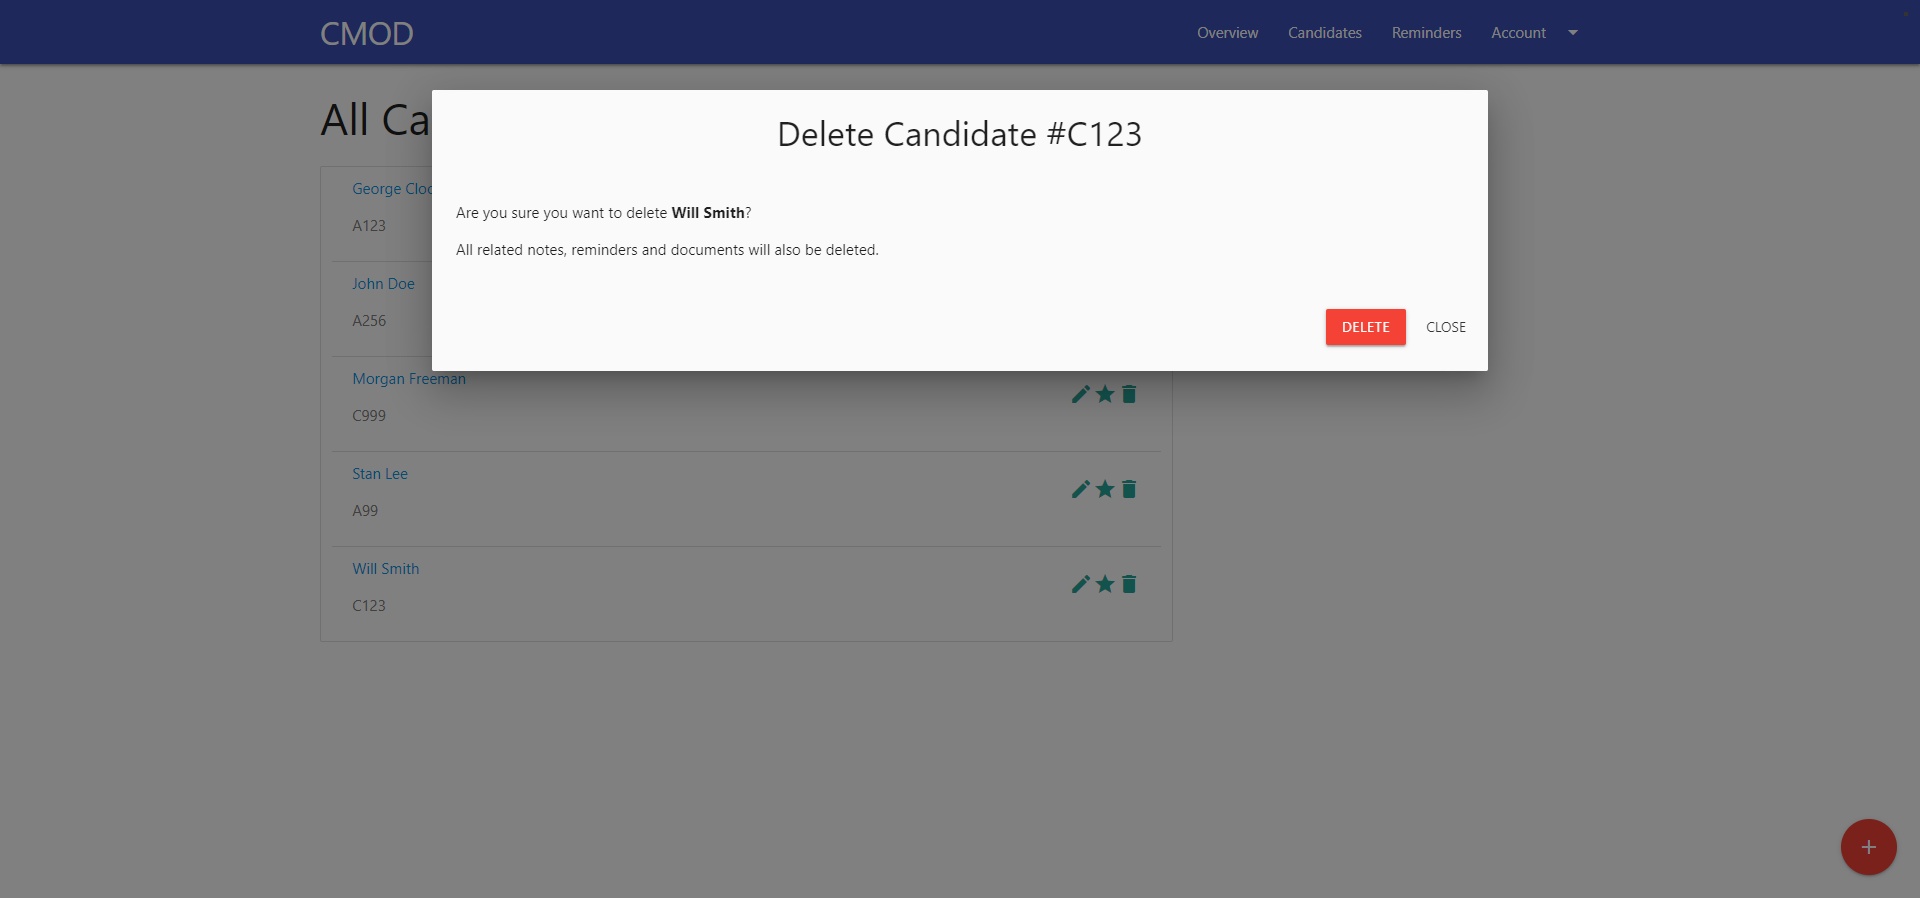 CMOD
Overview Candidates Reminders Account
All Ca
Delete Candidate #C123
Are you sure you want to delete Will Smith?
All related notes, reminders and documents will also be deleted.
DELETE CLOSE
George Cloo
A123
John Doe
A256
Morgan Freeman
C999
Stan Lee
A99
Will Smith
C123